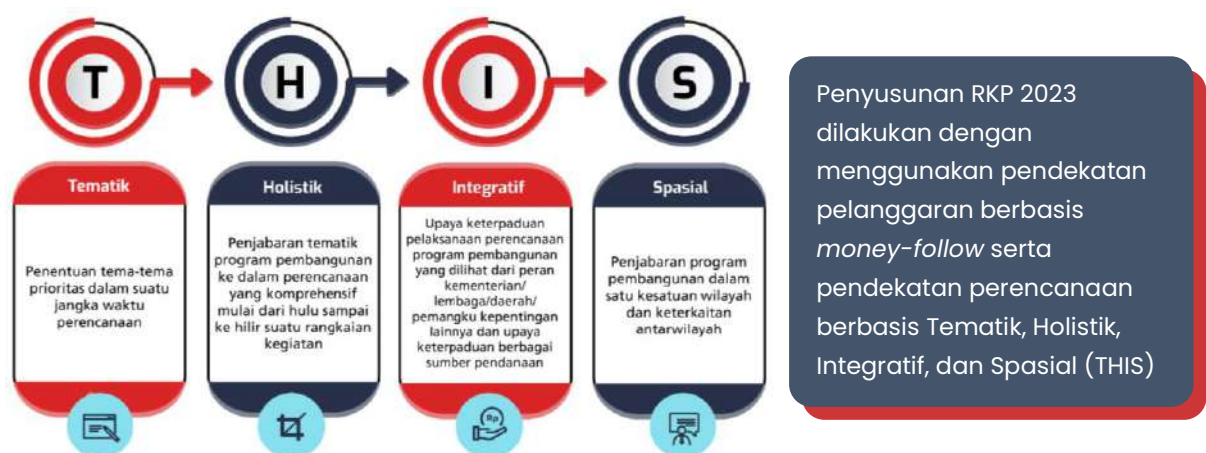 T
H
I
S
Tematik
Penentuan tema-tema
prioritas dalam suatu
jangka waktu
perencanaan
Holistik
Penjabaran tematik
program pembangunan
ke dalam perencanaan
yang komprehensif
mulai dari hulu sampai
ke hilir suatu rangkaian
kegiatan
Integratif
Upaya keterpaduan
pelaksanaan perencanaan
program pembangunan
yang dilihat dari peran
kementerian/
lembaga/daerah/
pemangku kepentingan
lainnya dan upaya
keterpaduan berbagai
sumber pendanaan
Rp
Spasial
Penjabaran program
pembangunan dalam
satu kesatuan wilayah
dan keterkaitan
antarwilayah
Penyusunan RKP 2023
dilakukan dengan
menggunakan pendekatan
pelanggaran berbasis
money-follow serta
pendekatan perencanaan
berbasis Tematik, Holistik,
Integratif, dan Spasial (THIS)